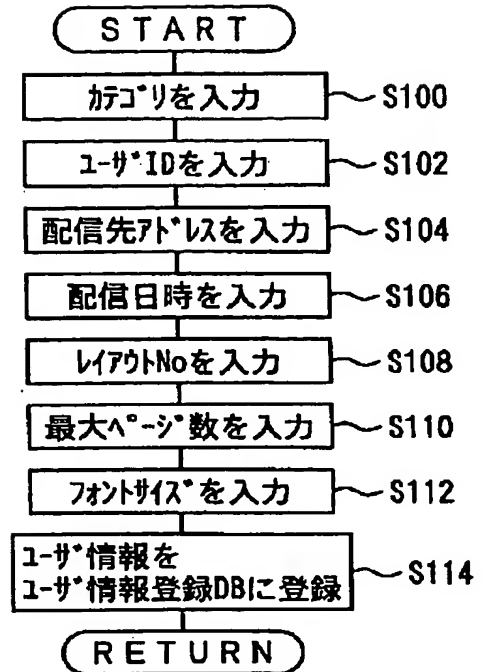 START
ｶﾃｺﾞﾘを入力 S100
ﾕｰｻﾞIDを入力 S102
配信先ｱﾄﾞﾚｽを入力 S104
配信日時を入力 S106
ﾚｲｱｳﾄNoを入力 S108
最大ﾍﾟｰｼﾞ数を入力 S110
ﾌｫﾝﾄｻｲｽﾞを入力 S112
ﾕｰｻﾞ情報を
ﾕｰｻﾞ情報登録DBに登録 S114
RETURN